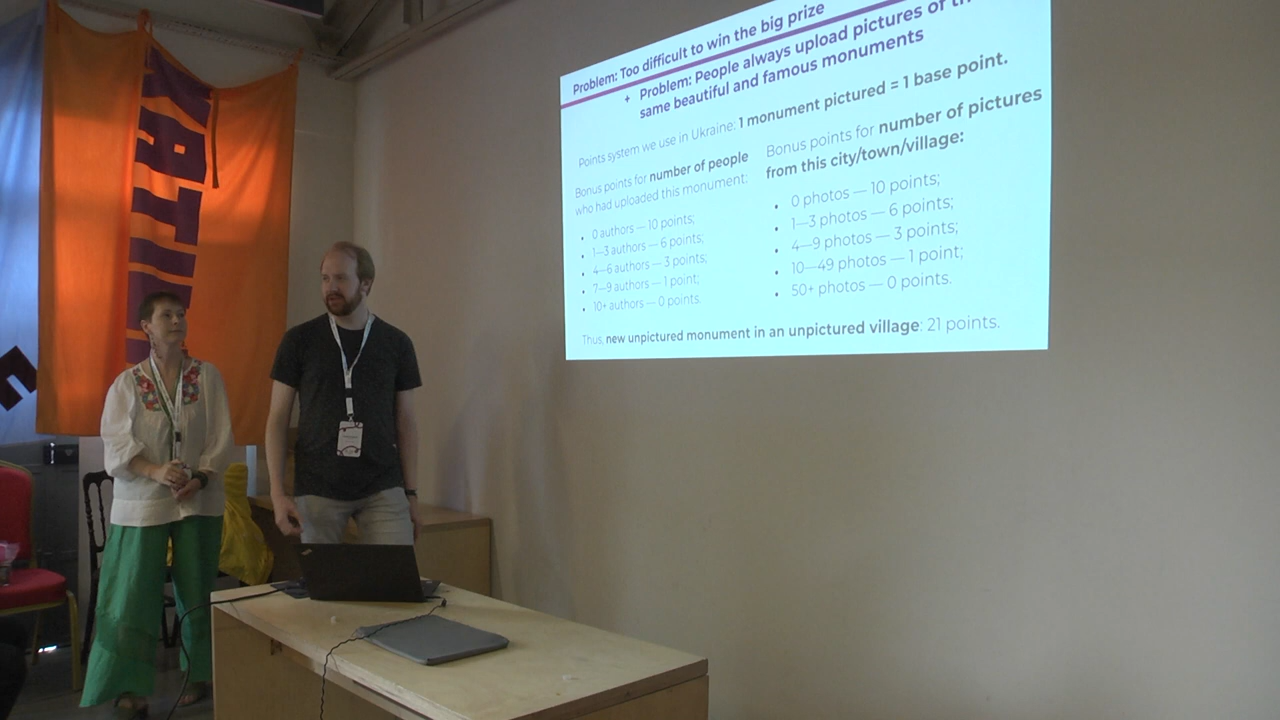 Problem: Too difficult to win the big prize
+ Problem: People always upload pictures of
same beautiful and famous monuments
Points system we use in Ukraine: 1 monument pictured = 1 base point.
Bonus points for number of people
who had uploaded this monument:
• 0 authors — 10 points;
• 1—3 authors — 6 points;
• 4—6 authors — 3 points;
• 7—9 authors — 1 point;
• 10+ authors — 0 points.
Bonus points for number of pictures
from this city/town/village:
• 0 photos — 10 points;
• 1—3 photos — 6 points;
• 4—9 photos — 3 points;
• 10—49 photos — 1 point;
• 50+ photos — 0 points.
Thus, new unpictured monument in an unpictured village: 21 points.